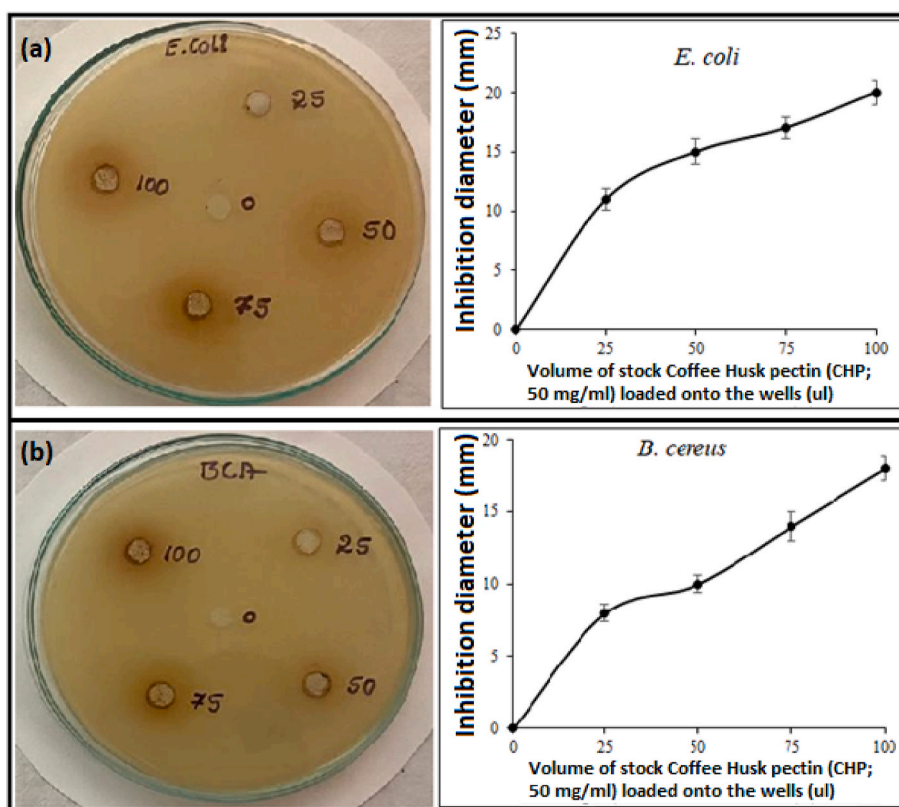 (a)
E.Coli
25
100
0
50
75
Inhibition diameter (mm)
25
20
15
10
5
0
E. coli
0 25 50 75 100
Volume of stock Coffee Husk pectin (CHP;
50 mg/ml) loaded onto the wells (ul)
(b)
BCA
100
25
0
75
50
Inhibition diameter (mm)
20
15
10
5
0
B. cereus
0 25 50 75 100
Volume of stock Coffee Husk pectin (CHP;
50 mg/ml) loaded onto the wells (ul)